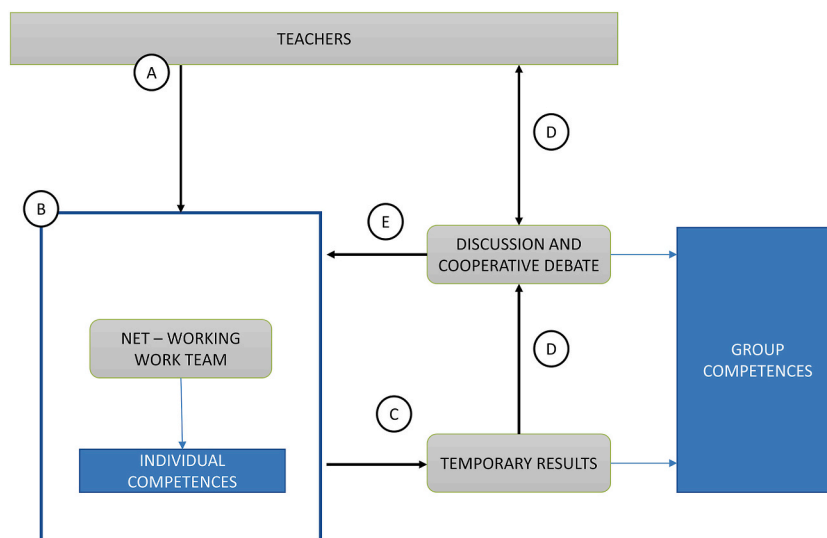 TEACHERS
A
D
B
E
DISCUSSION AND
COOPERATIVE DEBATE
NET – WORKING
WORK TEAM
D
GROUP
COMPETENCES
C
INDIVIDUAL
COMPETENCES
TEMPORARY RESULTS